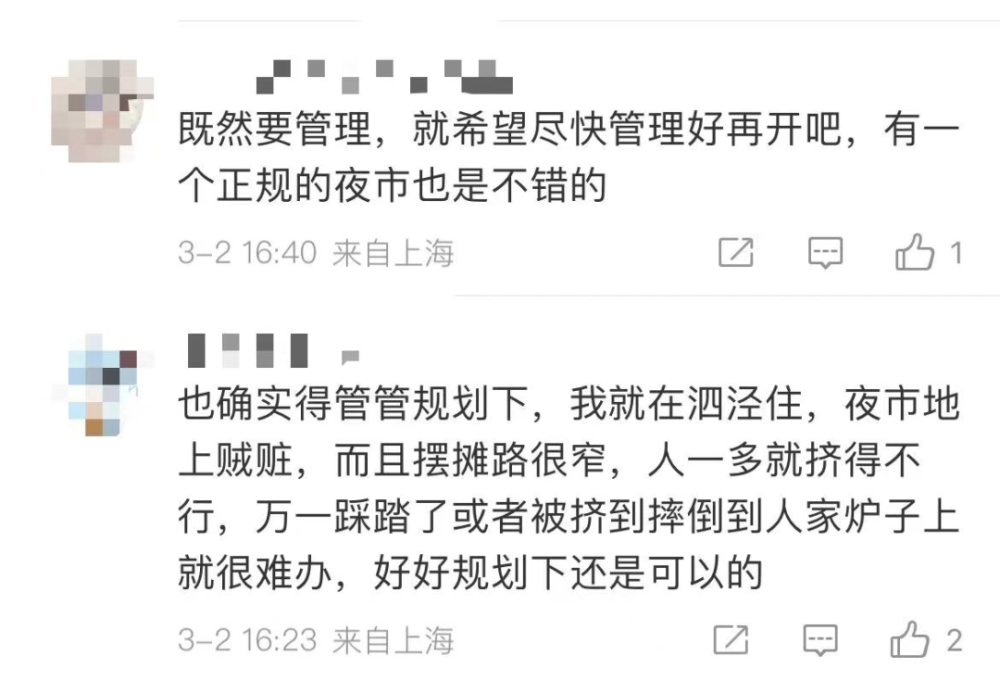 既然要管理，就希望尽快管理好再开吧，有一
个正规的夜市也是不错的
3-2 16:40 来自上海
1
也确实得管管规划下，我就在泗泾住，夜市地
上贼脏，而且摆摊路很窄，人一多就挤得不
行，万一踩踏了或者被挤到摔倒到人家炉子上
就很难办，好好规划下还是可以的
3-2 16:23 来自上海
2